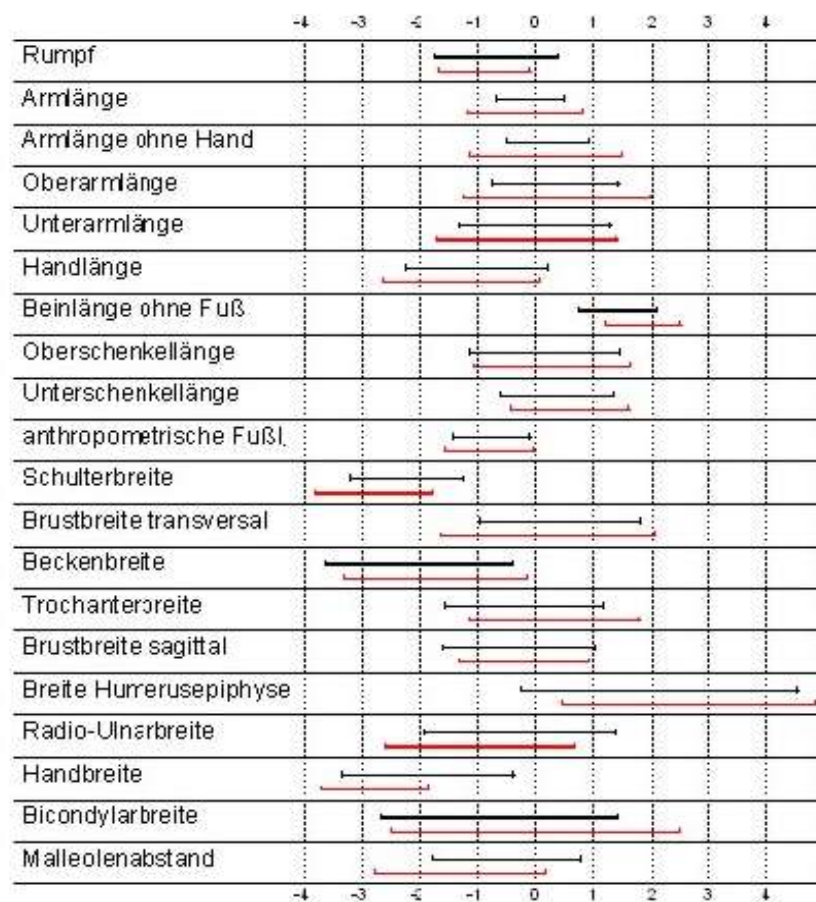 -4 -3 -2 -1 0 1 2 3 4
Rumpf
Armlänge
Armlänge ohne Hand
Oberarmlänge
Unterarmlänge
Handlänge
Beinlänge ohne Fuß
Oberschenkellänge
Unterschenkellänge
anthropometrische Fußl.
Schulterbreite
Brustbreite transversal
Beckenbreite
Trochanterbreite
Brustbreite sagittal
Breite Humerusepiphyse
Radio-Ulnarbreite
Handbreite
Bicondylarbreite
Malleolenabstand
-4 -3 -2 -1 0 1 2 3 4